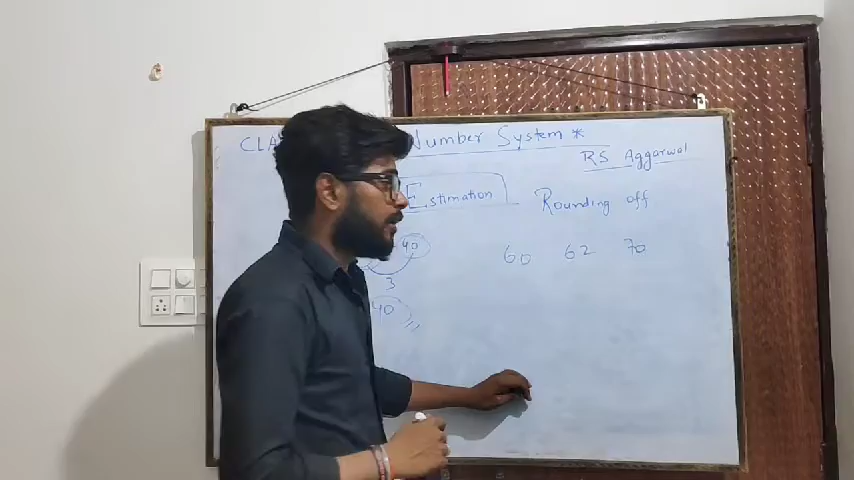 CLA Number System *
RS Aggarwal
Estimation
Rounding off
40
60 62 70
3
40